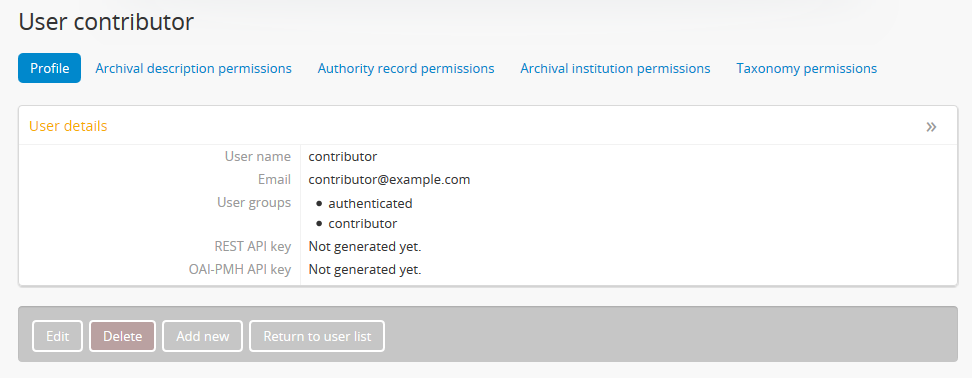 User contributor
Profile Archival description permissions Authority record permissions Archival institution permissions Taxonomy permissions
User details »
User name contributor
Email contributor@example.com
User groups • authenticated
• contributor
REST API key Not generated yet.
OAI-PMH API key Not generated yet.
Edit Delete Add new Return to user list